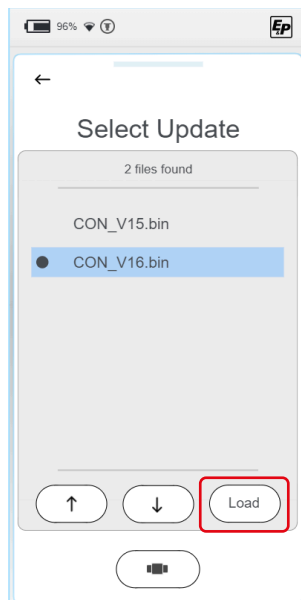 96%
EP
←
Select Update
2 files found
CON_V15.bin
CON_V16.bin
↑ ↓ Load